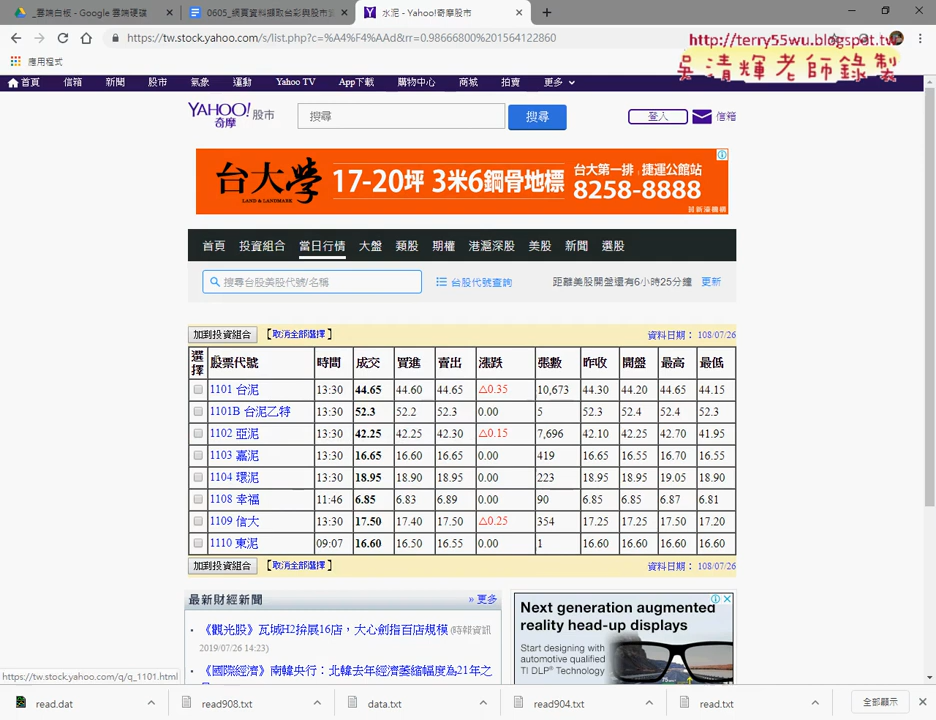 _雲端白板 - Google 雲端硬碟
0605_網頁資料擷取台彩與股市
水泥 - Yahoo!奇摩股市
https://tw.stock.yahoo.com/s/list.php?c=%A4%F4%AAd&rr=0.98666800%201564122860
http://terry55wu.blogspot.tw
吳清輝老師錄製
應用程式
首頁 信箱 新聞 股市 氣象 運動 Yahoo TV App下載 購物中心 商城 拍賣 更多
YAHOO! 奇摩 股市
搜尋 搜尋 登入 信箱
台大學 LAND & LANDMARK 17-20坪 3米6鋼骨地標 台大第一排 捷運公館站
8258-8888
首頁 投資組合 當日行情 大盤 類股 期權 港滬深股 美股 新聞 選股
搜尋台股美股代號/名稱 台股代號查詢 距離美股開盤還有6小時25分鐘 更新
加到投資組合 【取消全部選擇】 資料日期： 108/07/26
選擇 股票代號 時間 成交 買進 賣出 漲跌 張數 昨收 開盤 最高 最低
1101 台泥 13:30 44.65 44.60 44.65 △0.35 10,673 44.30 44.20 44.65 44.15
1101B 台泥乙特 13:30 52.3 52.2 52.3 0.00 5 52.3 52.4 52.4 52.3
1102 亞泥 13:30 42.25 42.25 42.30 △0.15 7,696 42.10 42.25 42.70 41.95
1103 嘉泥 13:30 16.65 16.60 16.65 0.00 419 16.65 16.55 16.70 16.55
1104 環泥 13:30 18.95 18.90 18.95 0.00 223 18.95 18.95 19.05 18.90
1108 幸福 11:46 6.85 6.83 6.89 0.00 90 6.85 6.85 6.87 6.81
1109 信大 13:30 17.50 17.40 17.50 △0.25 354 17.25 17.25 17.50 17.20
1110 東泥 09:07 16.60 16.50 16.55 0.00 1 16.60 16.60 16.60 16.60
加到投資組合 【取消全部選擇】 資料日期： 108/07/26
最新財經新聞 » 更多
《觀光股》瓦城H2拚展16店，大心劍指百店規模 (時報資訊
2019/07/26 14:23)
《國際經濟》南韓央行：北韓去年經濟萎縮幅度為21年之
Next generation augmented
reality head-up displays
Start designing with
automotive qualified
TI DLP® Technology
https://tw.stock.yahoo.com/q/q_1101.html
read.dat read908.txt data.txt read904.txt read.txt 全部顯示